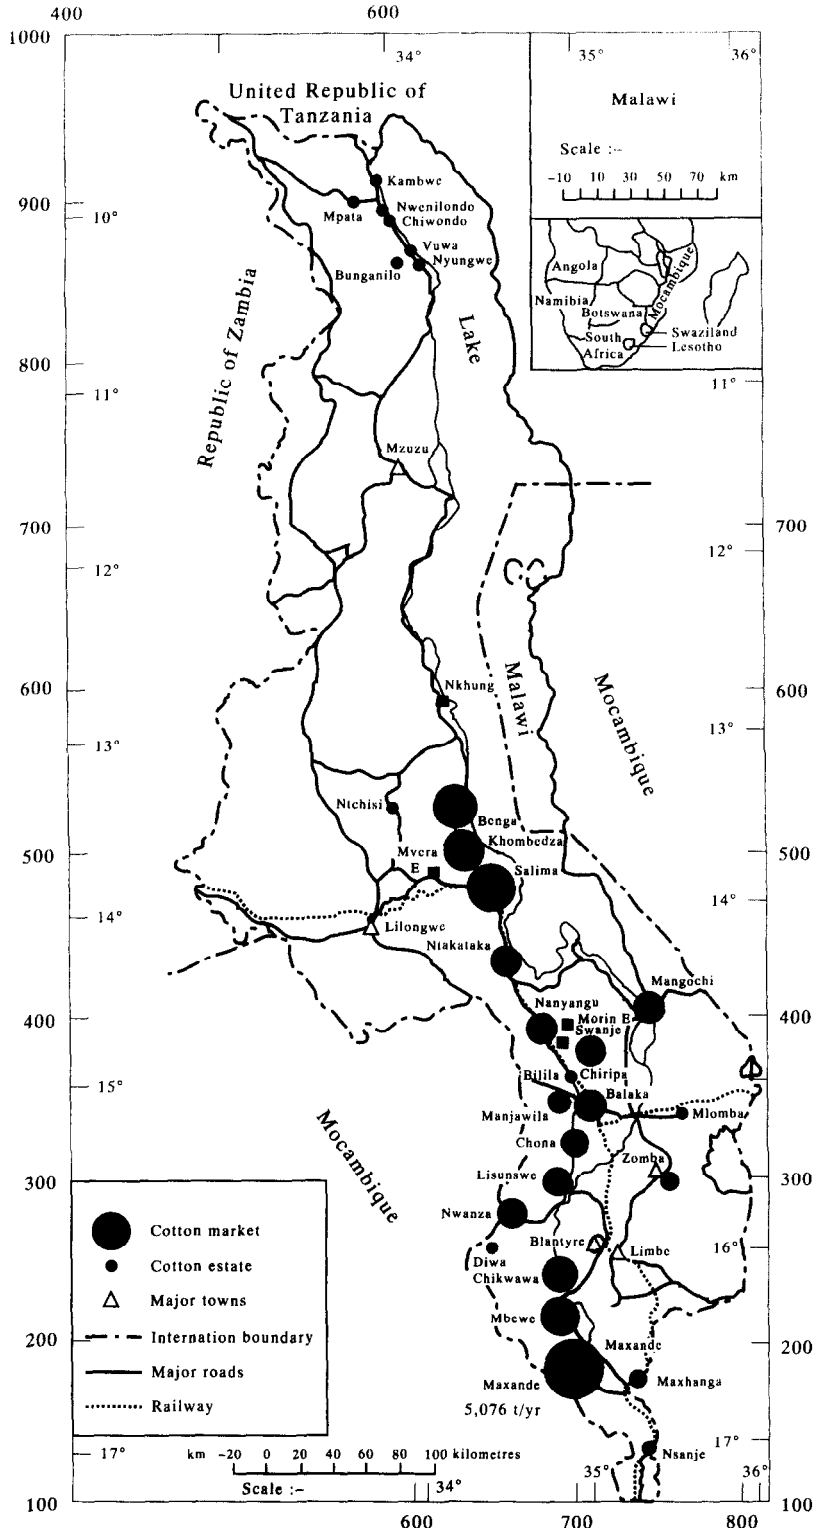 400
600
1000
34°
35°
36°
United Republic of
Tanzania
Malawi
Scale :-
-10 10 30 50 70 km
Kambwe
900
10°
Mpata
Nwenilondo
Chiwondo
Vuwa
Nyungwe
Bunganilo
Angola
Namibia
Botswana
Mocambique
South
Africa
Swaziland
Lesotho
Republic of Zambia
Lake
800
11°
11°
Mzuzu
700
700
12°
12°
Malawi
Mocambique
600
Nkhung
600
13°
13°
Ntchisi
Benga
Khombedza
Mvera
E
500
500
Salima
14°
14°
Lilongwe
Ntakataka
Mangochi
Nanyangu
Morin E
Swanje
400
400
Bilila
Chiripa
15°
Balaka
Manjawila
Mlomba
Mocambique
Chona
Zomba
300
Lisunswe
300
Nwanza
Blantyre
Limbe
16°
Diwa
Chikwawa
Mbewe
Maxande
Maxande
5,076 t/yr
Maxhanga
200
200
Nsanje
Cotton market
Cotton estate
Major towns
Internation boundary
Major roads
Railway
17°
17°
km -20 0 20 40 60 80 100 kilometres
Scale :-
34°
35°
36°
100
100
600
700
800